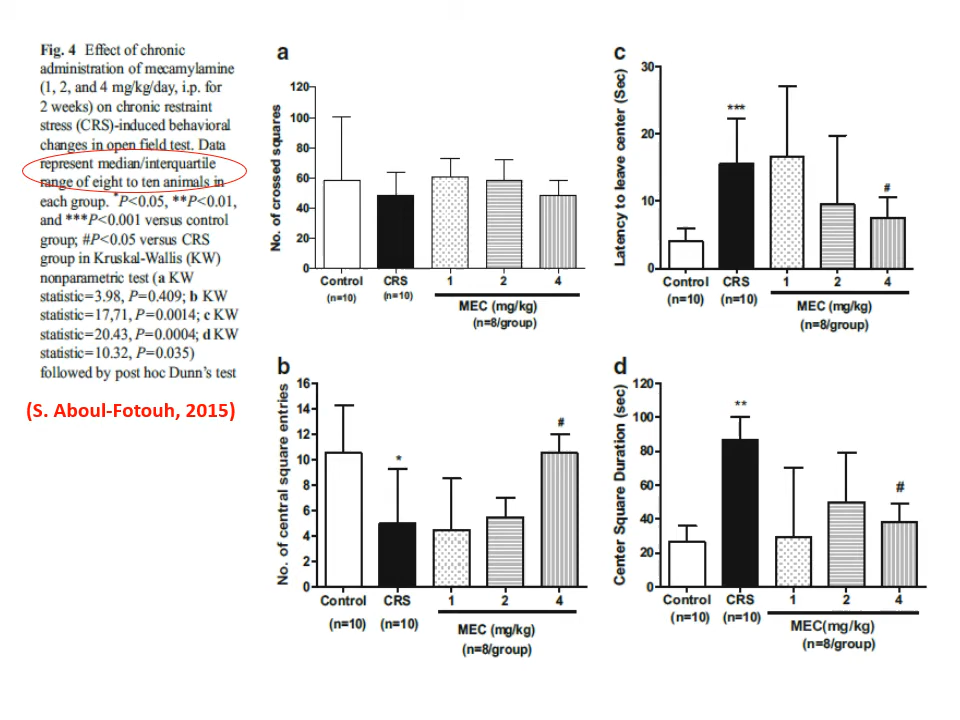 Fig. 4 Effect of chronic
administration of mecamylamine
(1, 2, and 4 mg/kg/day, i.p. for
2 weeks) on chronic restraint
stress (CRS)-induced behavioral
changes in open field test. Data
represent median/interquartile
range of eight to ten animals in
each group. *P<0.05, **P<0.01,
and ***P<0.001 versus control
group; #P<0.05 versus CRS
group in Kruskal-Wallis (KW)
nonparametric test (a KW
statistic=3.98, P=0.409; b KW
statistic=17,71, P=0.0014; c KW
statistic=20.43, P=0.0004; d KW
statistic=10.32, P=0.035)
followed by post hoc Dunn's test
(S. Aboul-Fotouh, 2015)
a
No. of crossed squares
120
100
80
60
40
20
0
Control CRS 1 2 4
(n=10) (n=10) MEC (mg/kg)
(n=8/group)
b
No. of central square entries
16
14
12
10
8
6
4
2
0
* #
Control CRS 1 2 4
(n=10) (n=10) MEC (mg/kg)
(n=8/group)
c
Latency to leave center (Sec)
30
20
10
0
*** #
Control CRS 1 2 4
(n=10) (n=10) MEC (mg/kg)
(n=8/group)
d
Center Square Duration (sec)
120
100
80
60
40
20
0
** #
Control CRS 1 2 4
(n=10) (n=10) MEC(mg/kg)
(n=8/group)